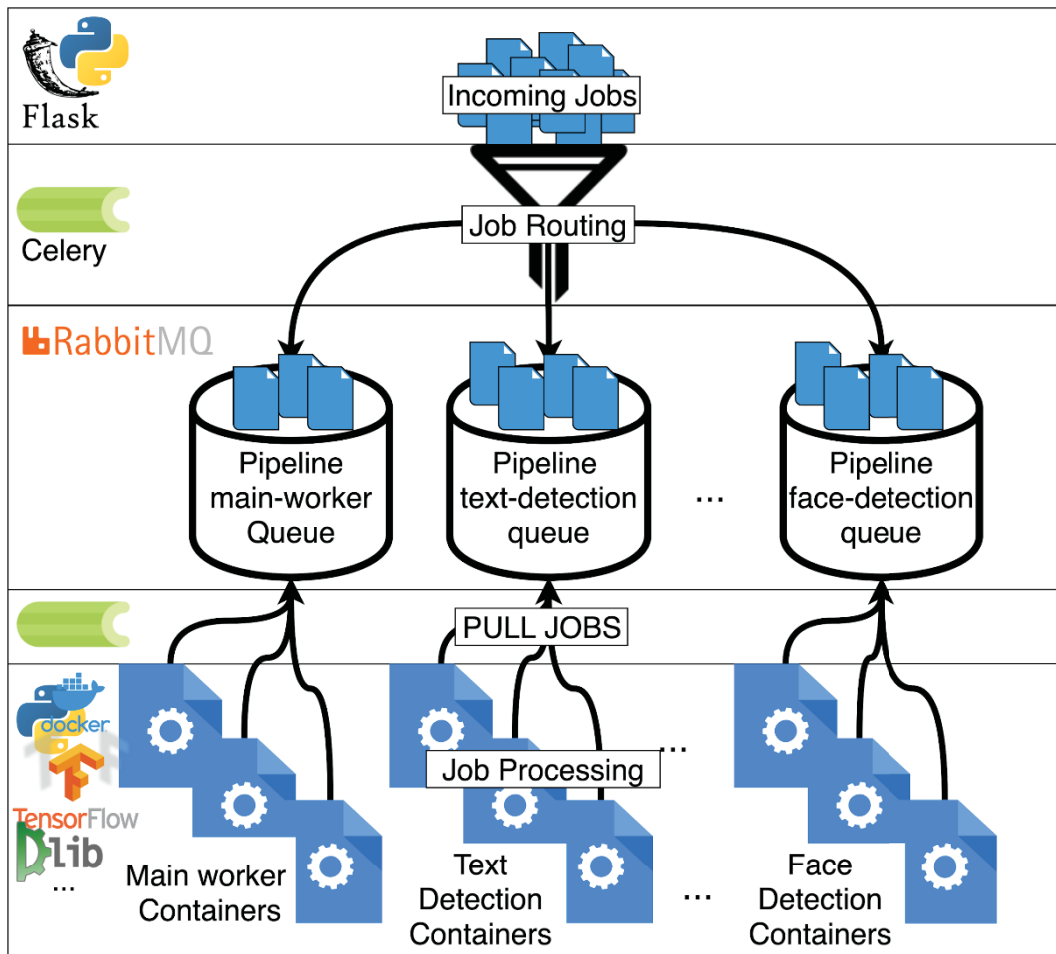 Flask
Incoming Jobs
Job Routing
Celery
RabbitMQ
Pipeline
main-worker
Queue
Pipeline
text-detection
queue
...
Pipeline
face-detection
queue
PULL JOBS
docker
TensorFlow
Dlib
...
Job Processing
...
Main worker
Containers
Text
Detection
Containers
...
Face
Detection
Containers